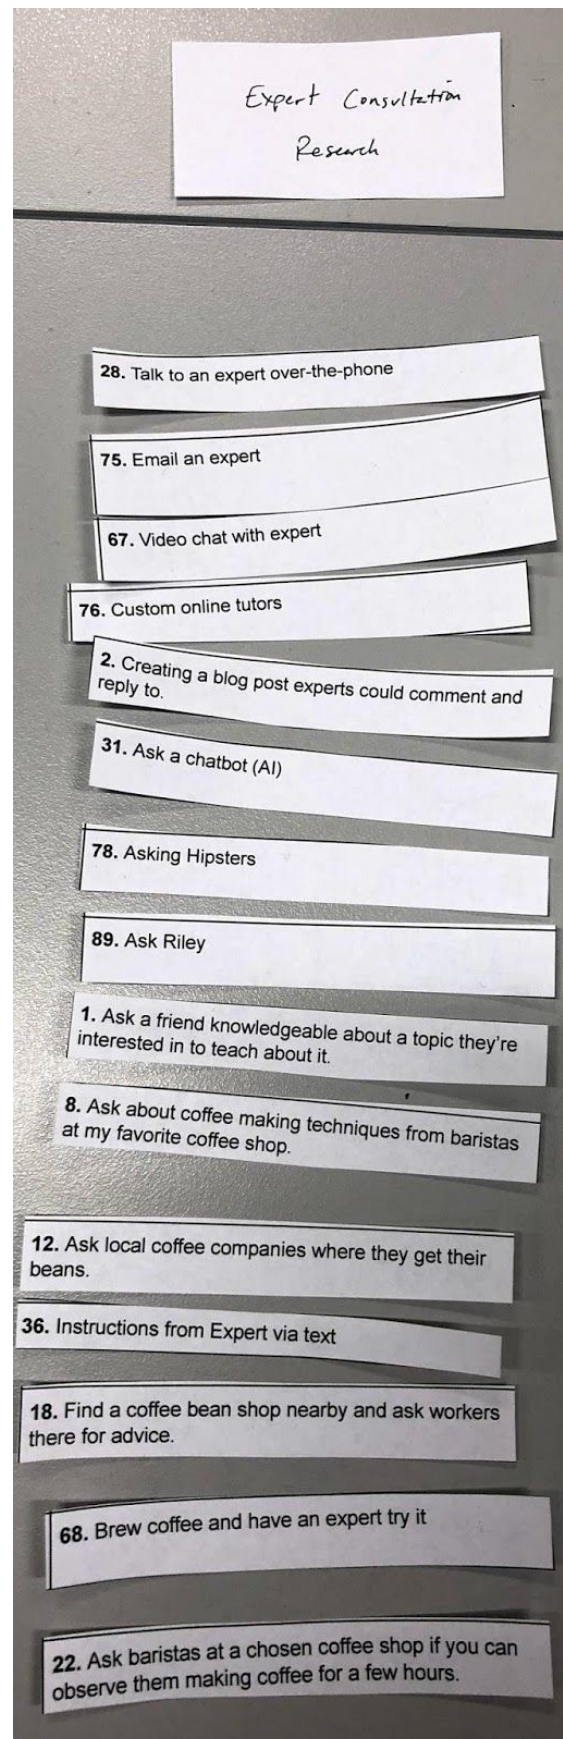 Expert Consultation
Research
28. Talk to an expert over-the-phone
75. Email an expert
67. Video chat with expert
76. Custom online tutors
2. Creating a blog post experts could comment and
reply to.
31. Ask a chatbot (AI)
78. Asking Hipsters
89. Ask Riley
1. Ask a friend knowledgeable about a topic they're
interested in to teach about it.
8. Ask about coffee making techniques from baristas
at my favorite coffee shop.
12. Ask local coffee companies where they get their
beans.
36. Instructions from Expert via text
18. Find a coffee bean shop nearby and ask workers
there for advice.
68. Brew coffee and have an expert try it
22. Ask baristas at a chosen coffee shop if you can
observe them making coffee for a few hours.